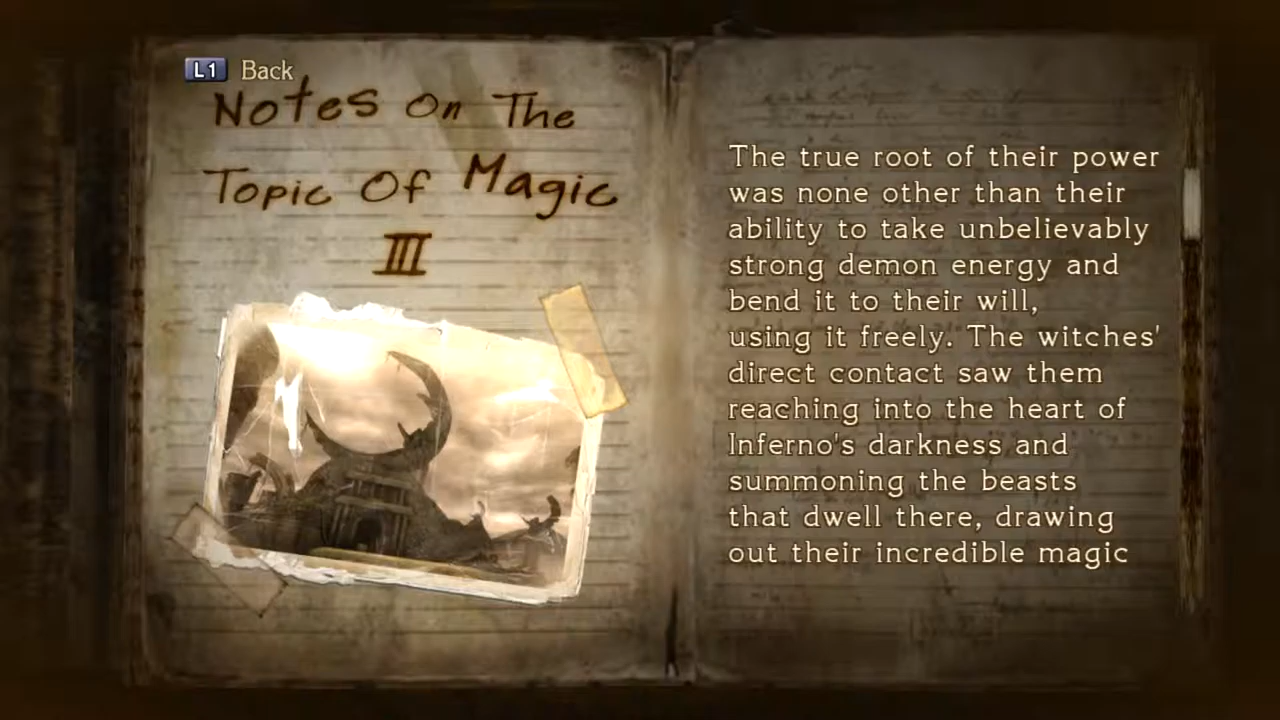 L1 Back
Notes On The
Topic Of Magic
III
The true root of their power
was none other than their
ability to take unbelievably
strong demon energy and
bend it to their will,
using it freely. The witches'
direct contact saw them
reaching into the heart of
Inferno's darkness and
summoning the beasts
that dwell there, drawing
out their incredible magic